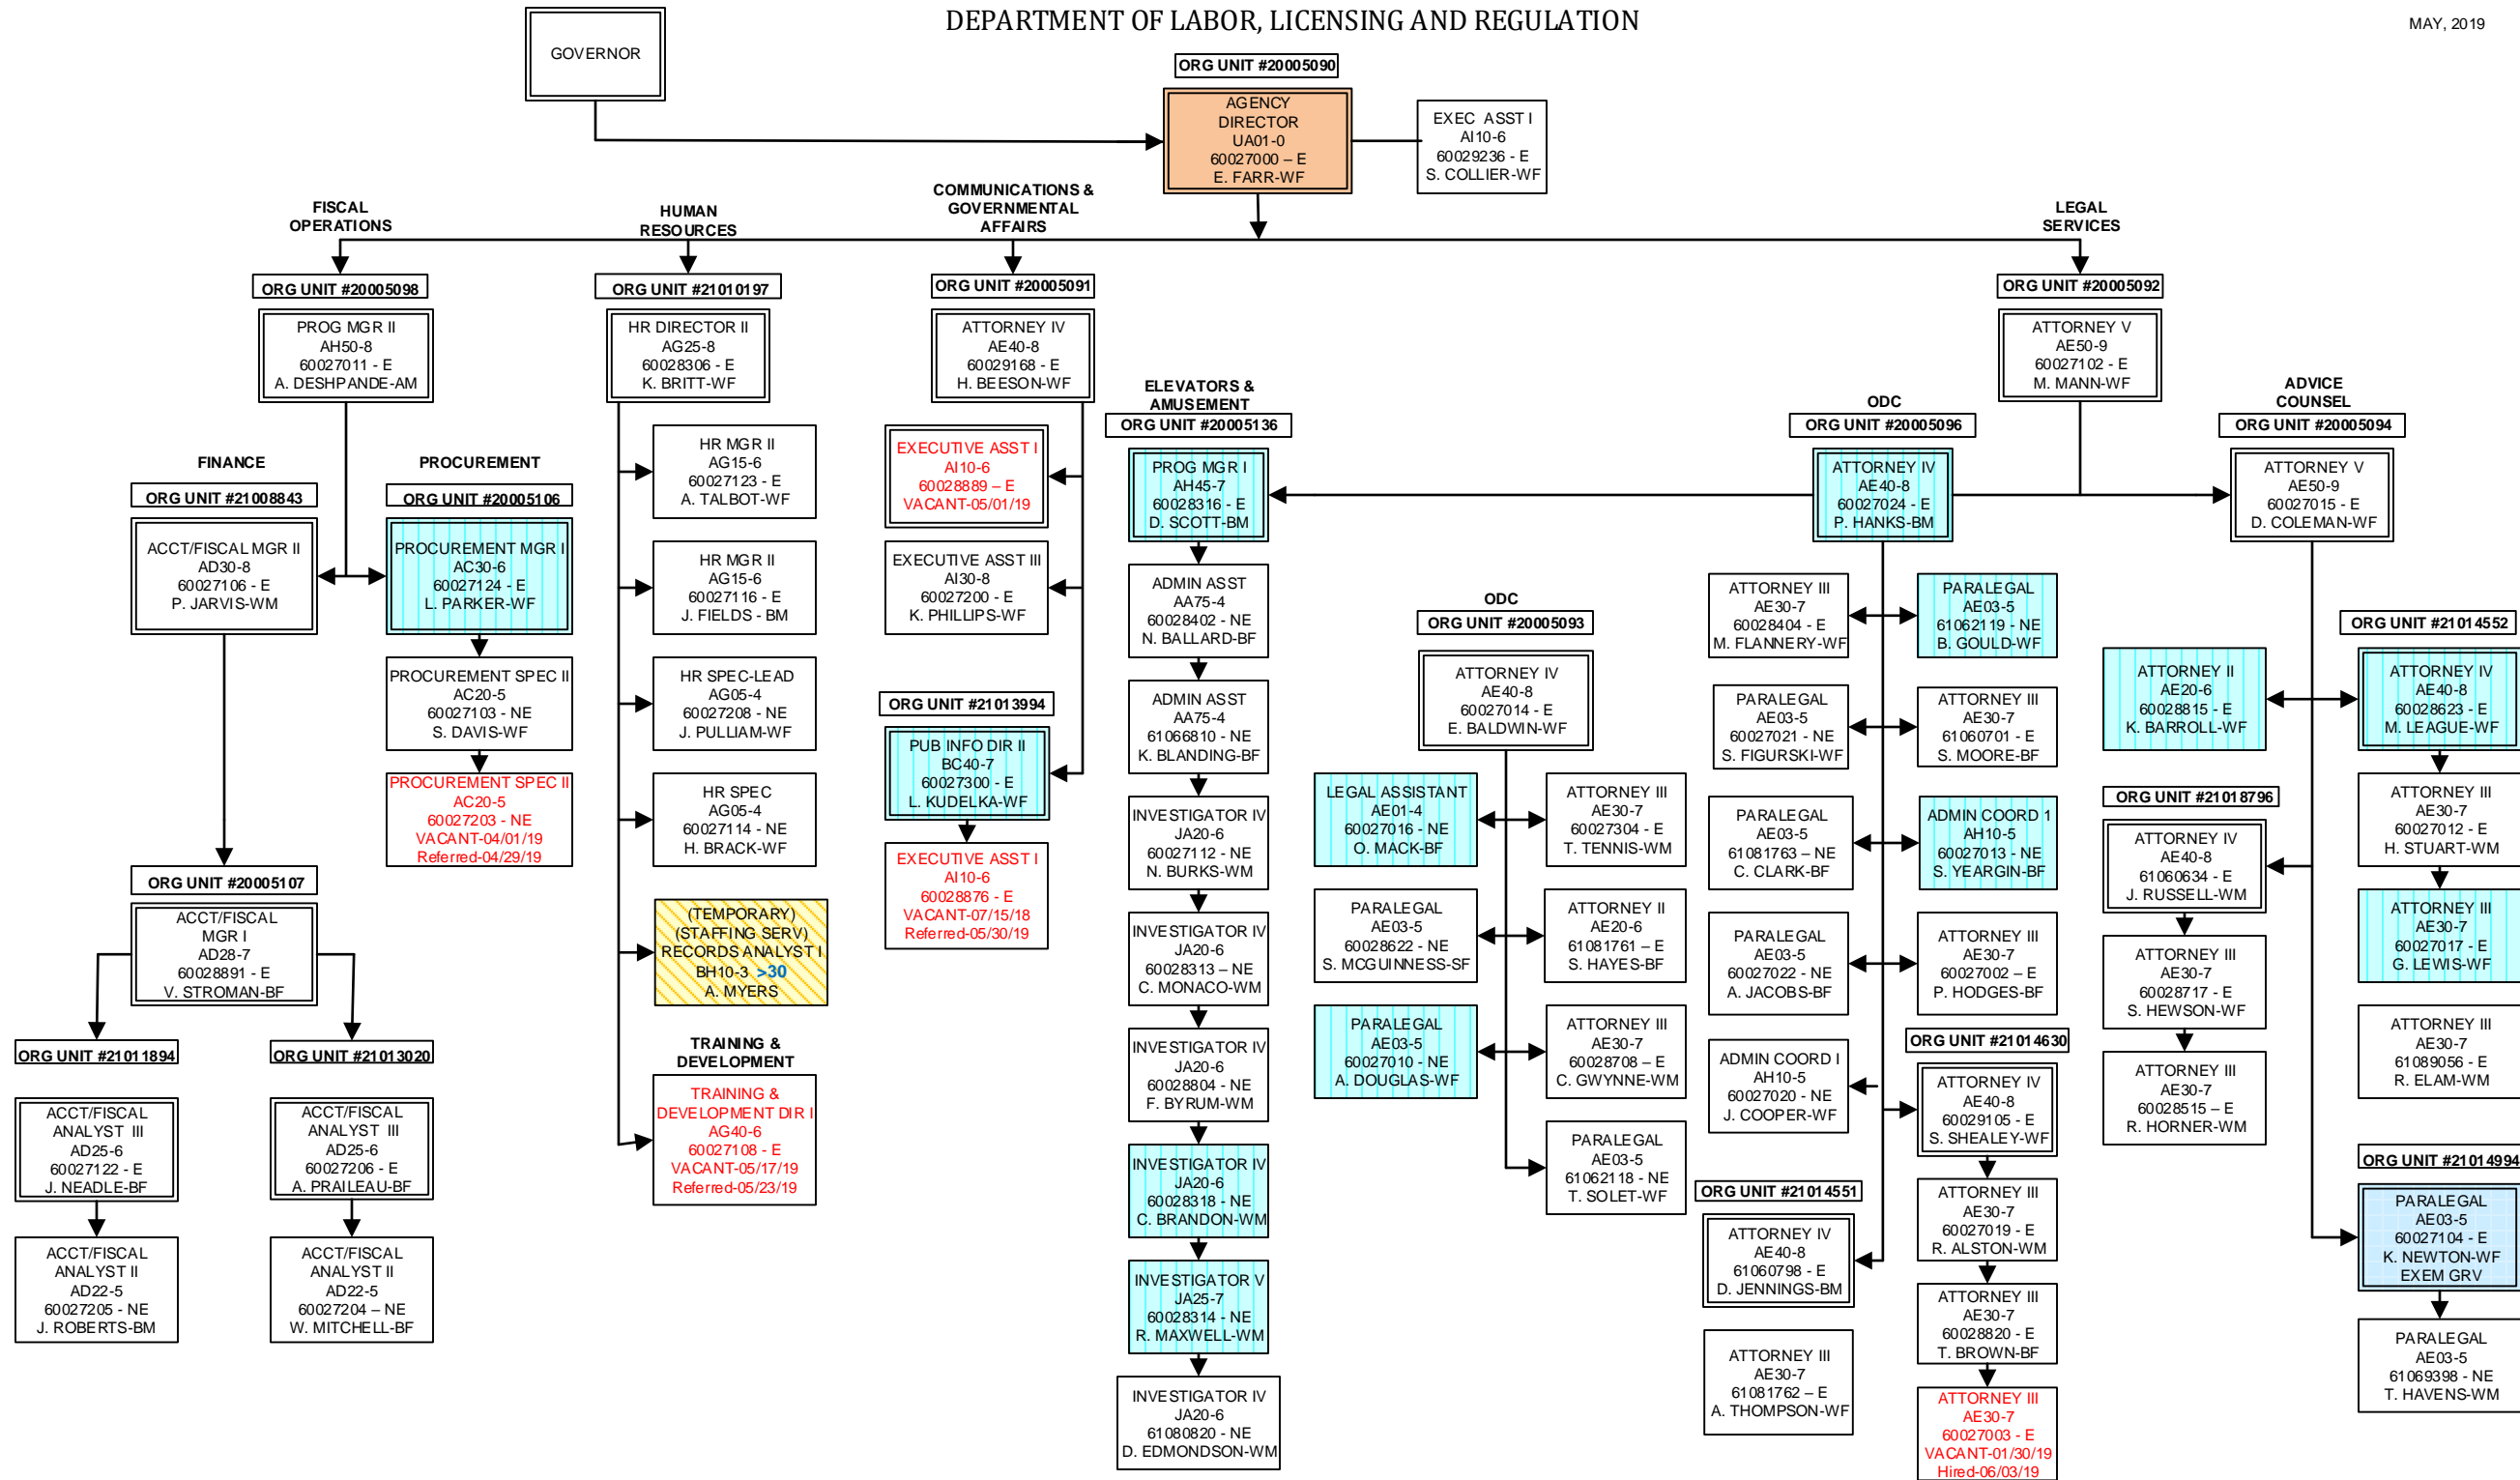 DEPARTMENT OF LABOR, LICENSING AND REGULATION
MAY, 2019
GOVERNOR
ORG UNIT #20005090
AGENCY
DIRECTOR
UA01-0
60027000 – E
E. FARR-WF
EXEC ASST I
AI10-6
60029236 - E
S. COLLIER-WF
FISCAL
OPERATIONS
HUMAN
RESOURCES
COMMUNICATIONS &
GOVERNMENTAL
AFFAIRS
LEGAL
SERVICES
ORG UNIT #20005098
PROG MGR II
AH50-8
60027011 - E
A. DESHPANDE-AM
FINANCE
ORG UNIT #21008843
ACCT/FISCAL MGR II
AD30-8
60027106 - E
P. JARVIS-WM
PROCUREMENT
ORG UNIT #20005106
PROCUREMENT MGR I
AC30-6
60027124 - E
L. PARKER-WF
PROCUREMENT SPEC II
AC20-5
60027103 - NE
S. DAVIS-WF
PROCUREMENT SPEC II
AC20-5
60027203 - NE
VACANT-04/01/19
Referred-04/29/19
ORG UNIT #20005107
ACCT/FISCAL
MGR I
AD28-7
60028891 - E
V. STROMAN-BF
ORG UNIT #21011894
ACCT/FISCAL
ANALYST III
AD25-6
60027122 - E
J. NEADLE-BF
ACCT/FISCAL
ANALYST II
AD22-5
60027205 - NE
J. ROBERTS-BM
ORG UNIT #21013020
ACCT/FISCAL
ANALYST III
AD25-6
60027206 - E
A. PRAILEAU-BF
ACCT/FISCAL
ANALYST II
AD22-5
60027204 – NE
W. MITCHELL-BF
ORG UNIT #21010197
HR DIRECTOR II
AG25-8
60028306 - E
K. BRITT-WF
HR MGR II
AG15-6
60027123 - E
A. TALBOT-WF
HR MGR II
AG15-6
60027116 - E
J. FIELDS - BM
HR SPEC-LEAD
AG05-4
60027208 - NE
J. PULLIAM-WF
HR SPEC
AG05-4
60027114 - NE
H. BRACK-WF
(TEMPORARY)
(STAFFING SERV)
RECORDS ANALYST I
BH10-3 >30
A. MYERS
TRAINING &
DEVELOPMENT
TRAINING &
DEVELOPMENT DIR I
AG40-6
60027108 - E
VACANT-05/17/19
Referred-05/23/19
ORG UNIT #20005091
ATTORNEY IV
AE40-8
60029168 - E
H. BEESON-WF
EXECUTIVE ASST I
AI10-6
60028889 – E
VACANT-05/01/19
EXECUTIVE ASST III
AI30-8
60027200 - E
K. PHILLIPS-WF
ORG UNIT #21013994
PUB INFO DIR II
BC40-7
60027300 - E
L. KUDELKA-WF
EXECUTIVE ASST I
AI10-6
60028876 - E
VACANT-07/15/18
Referred-05/30/19
ORG UNIT #20005092
ATTORNEY V
AE50-9
60027102 - E
M. MANN-WF
ELEVATORS &
AMUSEMENT
ORG UNIT #20005136
PROG MGR I
AH45-7
60028316 - E
D. SCOTT-BM
ADMIN ASST
AA75-4
60028402 - NE
N. BALLARD-BF
ADMIN ASST
AA75-4
61066810 - NE
K. BLANDING-BF
INVESTIGATOR IV
JA20-6
60027112 - NE
N. BURKS-WM
INVESTIGATOR IV
JA20-6
60028313 – NE
C. MONACO-WM
INVESTIGATOR IV
JA20-6
60028804 - NE
F. BYRUM-WM
INVESTIGATOR IV
JA20-6
60028318 - NE
C. BRANDON-WM
INVESTIGATOR V
JA25-7
60028314 - NE
R. MAXWELL-WM
INVESTIGATOR IV
JA20-6
61080820 - NE
D. EDMONDSON-WM
ODC
ORG UNIT #20005093
ATTORNEY IV
AE40-8
60027014 - E
E. BALDWIN-WF
LEGAL ASSISTANT
AE01-4
60027016 - NE
O. MACK-BF
ATTORNEY III
AE30-7
60027304 - E
T. TENNIS-WM
PARALEGAL
AE03-5
60028622 - NE
S. MCGUINNESS-SF
ATTORNEY II
AE20-6
61081761 – E
S. HAYES-BF
PARALEGAL
AE03-5
60027010 - NE
A. DOUGLAS-WF
ATTORNEY III
AE30-7
60028708 – E
C. GWYNNE-WM
PARALEGAL
AE03-5
61062118 - NE
T. SOLET-WF
ODC
ORG UNIT #20005096
ATTORNEY IV
AE40-8
60027024 - E
P. HANKS-BM
ATTORNEY III
AE30-7
60028404 - E
M. FLANNERY-WF
PARALEGAL
AE03-5
61062119 - NE
B. GOULD-WF
PARALEGAL
AE03-5
60027021 - NE
S. FIGURSKI-WF
ATTORNEY III
AE30-7
61060701 – E
S. MOORE-BF
PARALEGAL
AE03-5
61081763 – NE
C. CLARK-BF
ADMIN COORD 1
AH10-5
60027013 - NE
S. YEARGIN-BF
PARALEGAL
AE03-5
60027022 - NE
A. JACOBS-BF
ATTORNEY III
AE30-7
60027002 – E
P. HODGES-BF
ADMIN COORD I
AH10-5
60027020 - NE
J. COOPER-WF
ORG UNIT #21014630
ATTORNEY IV
AE40-8
60029105 - E
S. SHEALEY-WF
ATTORNEY III
AE30-7
60027019 - E
R. ALSTON-WM
ATTORNEY III
AE30-7
60028820 - E
T. BROWN-BF
ATTORNEY III
AE30-7
60027003 - E
VACANT-01/30/19
Hired-06/03/19
ORG UNIT #21014551
ATTORNEY IV
AE40-8
61060798 - E
D. JENNINGS-BM
ATTORNEY III
AE30-7
61081762 – E
A. THOMPSON-WF
ADVICE
COUNSEL
ORG UNIT #20005094
ATTORNEY V
AE50-9
60027015 - E
D. COLEMAN-WF
ATTORNEY II
AE20-6
60028815 - E
K. BARROLL-WF
ORG UNIT #21014552
ATTORNEY IV
AE40-8
60028623 - E
M. LEAGUE-WF
ATTORNEY III
AE30-7
60027012 - E
H. STUART-WM
ATTORNEY III
AE30-7
60027017 - E
G. LEWIS-WF
ATTORNEY III
AE30-7
61089056 - E
R. ELAM-WM
ORG UNIT #21018796
ATTORNEY IV
AE40-8
61060634 - E
J. RUSSELL-WM
ATTORNEY III
AE30-7
60028717 - E
S. HEWSON-WF
ATTORNEY III
AE30-7
60028515 – E
R. HORNER-WM
ORG UNIT #21014994
PARALEGAL
AE03-5
60027104 - E
K. NEWTON-WF
EXEM GRV
PARALEGAL
AE03-5
61069398 - NE
T. HAVENS-WM